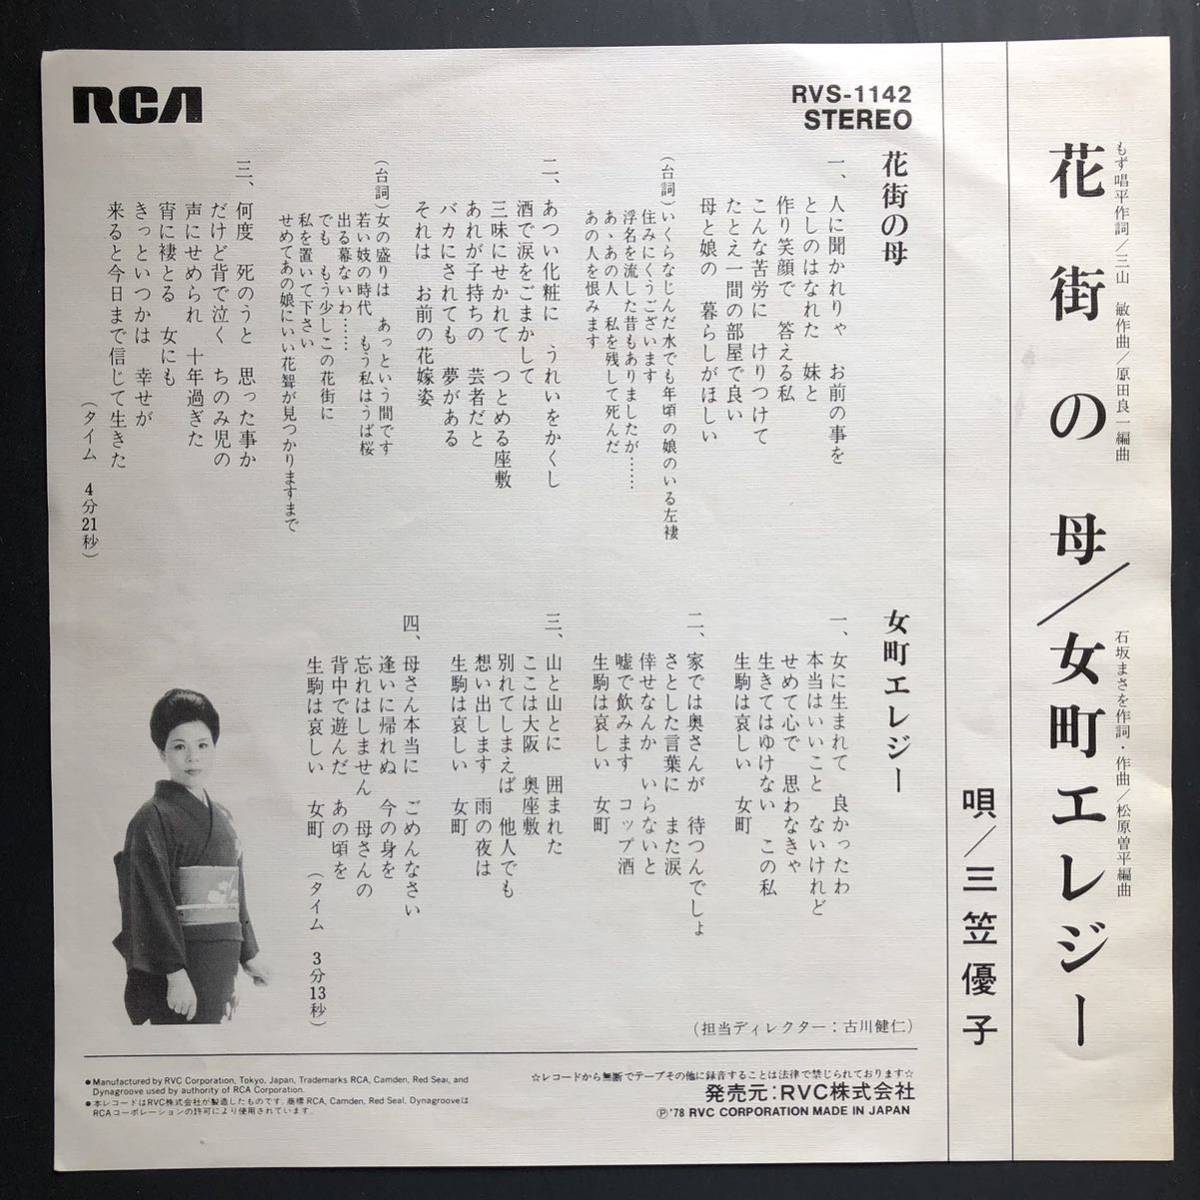 RCA
RVS-1142
STEREO
もず唱平作詞／三山　敏作曲／原田良一編曲
石坂まさを作詞・作曲／松原曽平編曲
花街の母／女町エレジー
唄／三笠優子
花街の母
一、人に聞かれりゃ　お前の事を
としのはなれた　妹と
作り笑顔で　答える私
こんな苦労に　けりつけて
たとえ一間の部屋で良い
母と娘の　暮らしがほしい
（台詞）いくらなじんだ水でも年頃の娘のいる左褄
住みにくうございます
浮名を流した昔もありましたが……
あゝあの人　私を残して死んだ
あの人を恨みます
二、あつい化粧に　うれいをかくし
酒で涙をごまかして
三味にせかれて　つとめる座敷
あれが子持ちの　芸者だと
バカにされても　夢がある
それは　お前の花嫁姿
（台詞）女の盛りは　あっという間です
若い妓の時代　もう私はうば桜
出る幕ないわ……
でも　もう少しこの花街に
私を置いて下さい
せめてあの娘にいい花聟が見つかりますまで
三、何度　死のうと　思った事か
だけど背で泣く　ちのみ児の
声にせめられ　十年過ぎた
宵に褄とる　女にも
きっといつかは　幸せが
来ると今日まで信じて生きた
（タイム　4分21秒）
女町エレジー
一、女に生まれて　良かったわ
本当はいいこと　ないけれど
せめて心で　思わなきゃ
生きてはゆけない　この私
生駒は哀しい　女町
二、家では奥さんが　待つんでしょ
さとした言葉に　また涙
倖せなんか　いらないと
嘘で飲みます　コップ酒
生駒は哀しい　女町
三、山と山とに　囲まれた
ここは大阪　奥座敷
別れてしまえば　他人でも
想い出します　雨の夜は
生駒は哀しい　女町
四、母さん本当に　ごめんなさい
逢いに帰れぬ　今の身を
忘れはしません　母さんの
背中で遊んだ　あの頃を
生駒は哀しい　女町
（タイム　3分13秒）
（担当ディレクター：古川健仁）
●Manufactured by RVC Corporation, Tokyo, Japan, Trademarks RCA, Camden, Red Seal, and
Dynagroove used by authority of RCA Corporation.
●本レコードはRVC株式会社が製造したものです。商標RCA, Camden, Red Seal, Dynagrooveは
RCAコーポレーションの許可により使用されています。
☆レコードから無断でテープその他に録音することは法律で禁じられております☆
発売元：RVC株式会社
Ⓟ'78 RVC CORPORATION MADE IN JAPAN